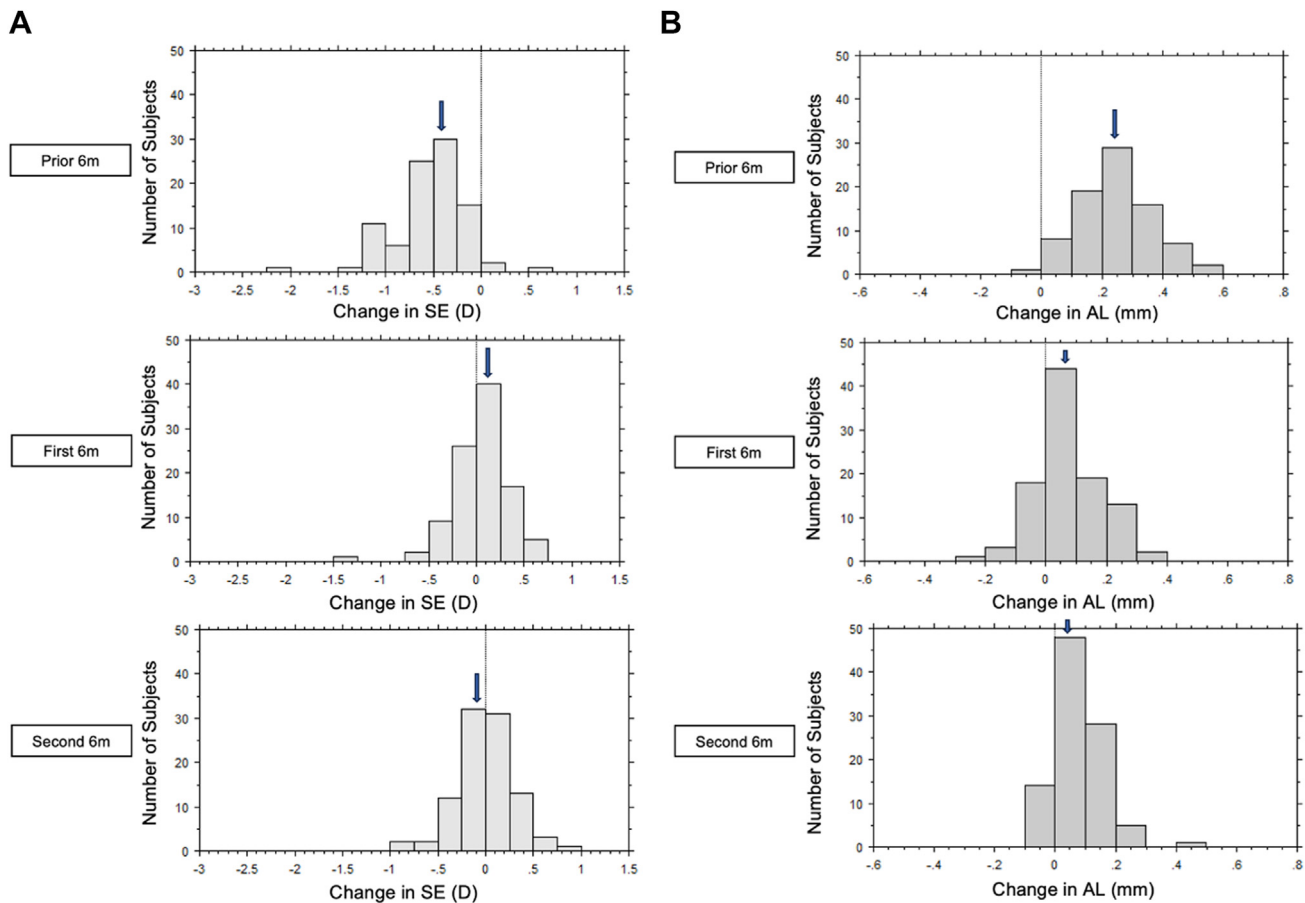 A
B
Prior 6m
Number of Subjects
50
40
30
20
10
0
-3 -2.5 -2 -1.5 -1 -.5 0 .5 1 1.5
Change in SE (D)
Prior 6m
Number of Subjects
50
40
30
20
10
0
-.6 -.4 -.2 0 .2 .4 .6 .8
Change in AL (mm)
First 6m
Number of Subjects
50
40
30
20
10
0
-3 -2.5 -2 -1.5 -1 -.5 0 .5 1 1.5
Change in SE (D)
First 6m
Number of Subjects
50
40
30
20
10
0
-.6 -.4 -.2 0 .2 .4 .6 .8
Change in AL (mm)
Second 6m
Number of Subjects
50
40
30
20
10
0
-3 -2.5 -2 -1.5 -1 -.5 0 .5 1 1.5
Change in SE (D)
Second 6m
Number of Subjects
50
40
30
20
10
0
-.6 -.4 -.2 0 .2 .4 .6 .8
Change in AL (mm)